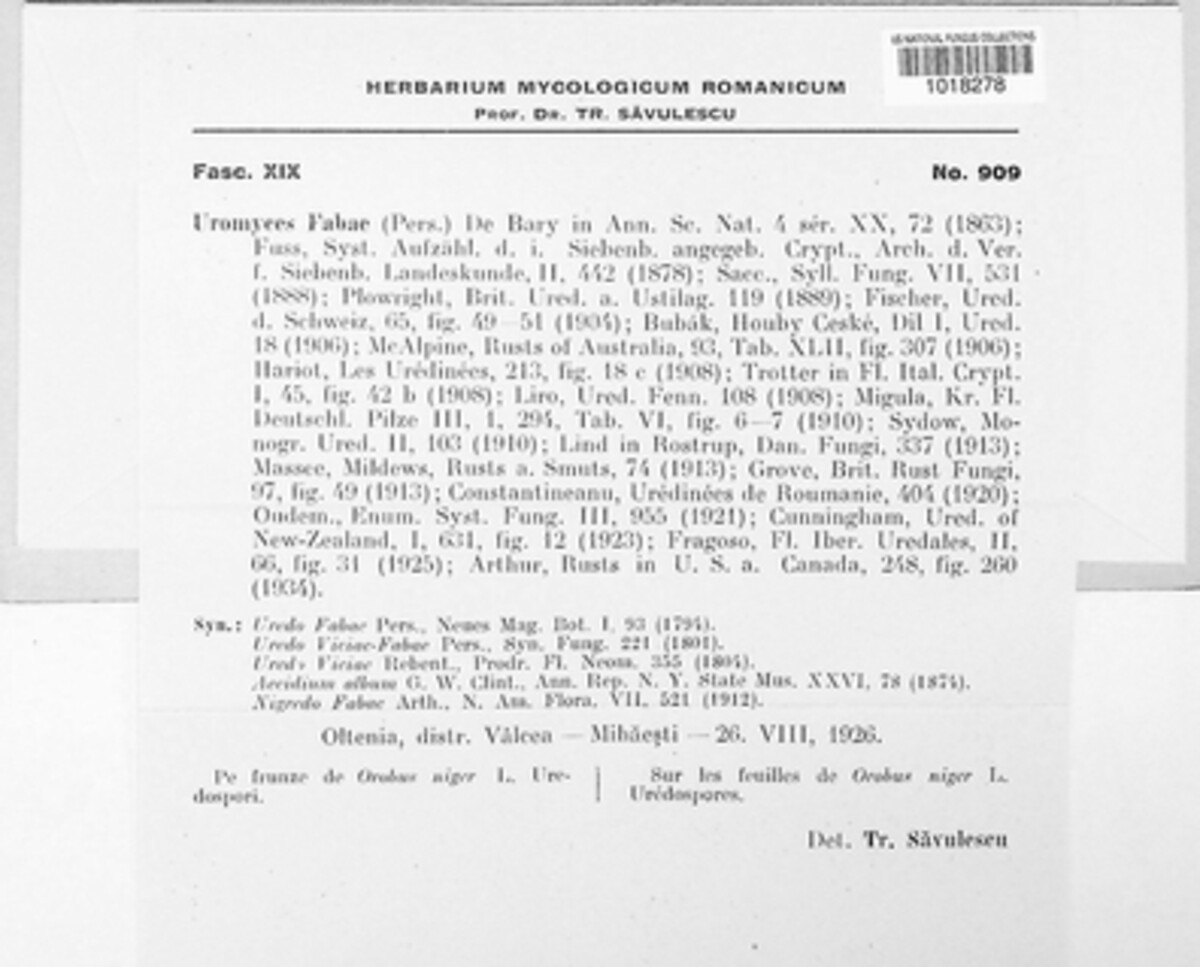 US NATIONAL FUNGUS COLLECTIONS
1018278
HERBARIUM MYCOLOGICUM ROMANICUM
PROF. DR. TR. SĂVULESCU
Fasc. XIX
No. 909
Uromyces Fabae (Pers.) De Bary in Ann. Sc. Nat. 4 sér. XX, 72 (1863);
Fuss, Syst. Aufzähl. d. i. Siebenb. angegeb. Crypt., Arch. d. Ver.
f. Siebenb. Landeskunde, II, 442 (1878); Sacc., Syll. Fung. VII, 531
(1888); Plowright, Brit. Ured. a. Ustilag. 119 (1889); Fischer, Ured.
d. Schweiz, 65, fig. 49—51 (1904); Bubák, Houby Ceské, Dil I, Ured.
18 (1906); McAlpine, Rusts of Australia, 93, Tab. XLII, fig. 307 (1906);
Hariot, Les Urédinées, 213, fig. 18 c (1908); Trotter in Fl. Ital. Crypt.
I, 45, fig. 42 b (1908); Liro, Ured. Fenn. 108 (1908); Migula, Kr. Fl.
Deutschl. Pilze III, 1, 294, Tab. VI, fig. 6—7 (1910); Sydow, Mo-
nogr. Ured. II, 103 (1910); Lind in Rostrup, Dan. Fungi, 337 (1913);
Massee, Mildews, Rusts a. Smuts, 74 (1913); Grove, Brit. Rust Fungi,
97, fig. 49 (1913); Constantineanu, Urédinées de Roumanie, 404 (1920);
Oudem., Enum. Syst. Fung. III, 955 (1921); Cunningham, Ured. of
New-Zealand, I, 631, fig. 12 (1923); Fragoso, Fl. Iber. Uredales, II,
66, fig. 31 (1925); Arthur, Rusts in U. S. a. Canada, 248, fig. 260
(1934).
Syn.: Uredo Fabae Pers., Neues Mag. Bot. I, 93 (1794).
Uredo Viciae-Fabae Pers., Syn. Fung. 221 (1801).
Uredo Viciae Rebent., Prodr. Fl. Neom. 355 (1804).
Aecidium album G. W. Clint., Ann. Rep. N. Y. State Mus. XXVI, 78 (1874).
Nigredo Fabae Arth., N. Am. Flora, VII, 521 (1912).
Oltenia, distr. Vâlcea — Mihăești — 26. VIII, 1926.
Pe frunze de Orobus niger L. Ure-
dospori.
Sur les feuilles de Orobus niger L.
Urédospores.
Det. Tr. Săvulescu